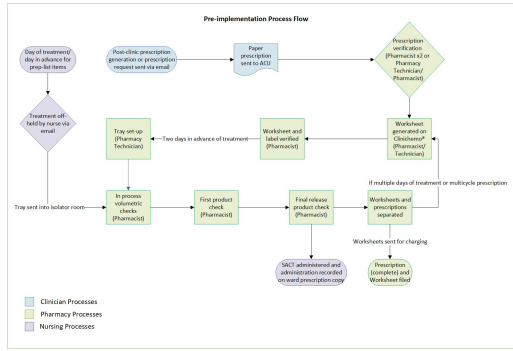 Pre-implementation Process Flow
Day of treatment/
day in advance for
prep-list items
Post-clinic prescription
generation or prescription
request sent via email
Paper
prescription
sent to ACU
Prescription
verification
(Pharmacist x2 or
Pharmacy
Technician/
Pharmacist)
Treatment off-
held by nurse via
email
Tray set-up
(Pharmacy
Technician)
Two days in advance of treatment
Worksheet and
label verified
(Pharmacist)
Worksheet
generated on
Clinichemo®
(Pharmacist/
Technician)
If multiple days of treatment or multicycle prescription
Tray sent into isolator room
In process
volumetric
checks
(Pharmacist)
First product
check
(Pharmacist)
Final release
product check
(Pharmacist)
Worksheets and
prescriptions
separated
Worksheets sent for charging
SACT administered and
administration recorded
on ward prescription copy
Prescription
(complete) and
Worksheet filed
Clinician Processes
Pharmacy Processes
Nursing Processes